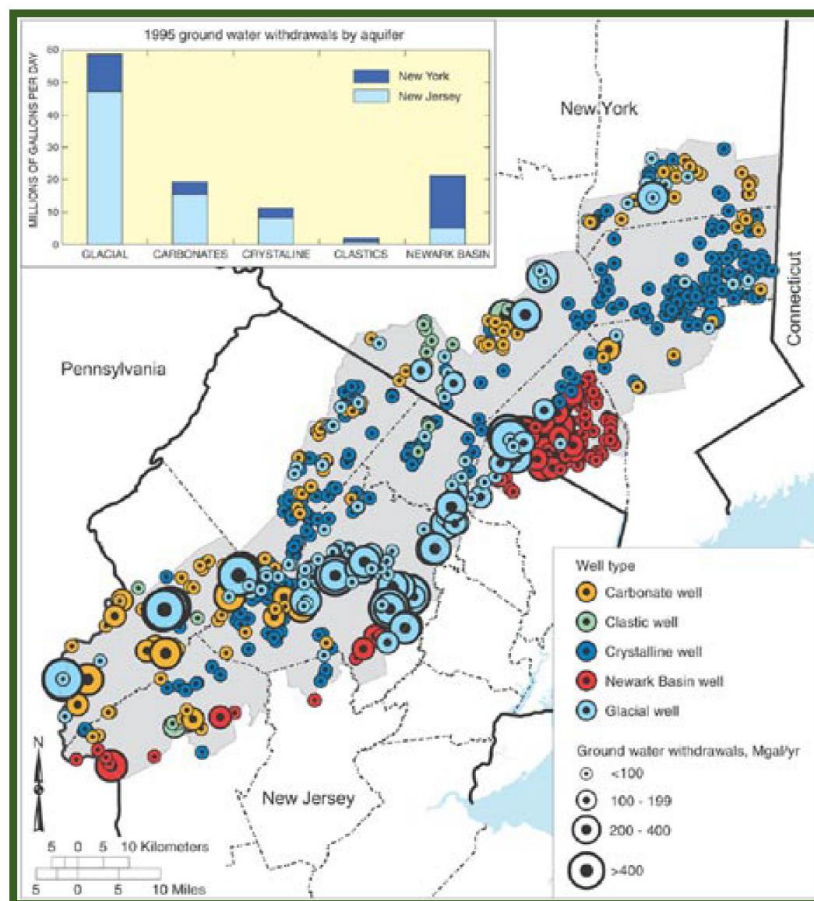 1995 ground water withdrawals by aquifer
MILLIONS OF GALLONS PER DAY
60
50
40
30
20
10
0
New York
New Jersey
GLACIAL
CARBONATES
CRYSTALINE
CLASTICS
NEWARK BASIN
New York
Connecticut
Pennsylvania
New Jersey
Well type
Carbonate well
Clastic well
Crystalline well
Newark Basin well
Glacial well
Ground water withdrawals, Mgal/yr
<100
100 - 199
200 - 400
>400
N
5 0 5 10 Kilometers
5 0 5 10 Miles